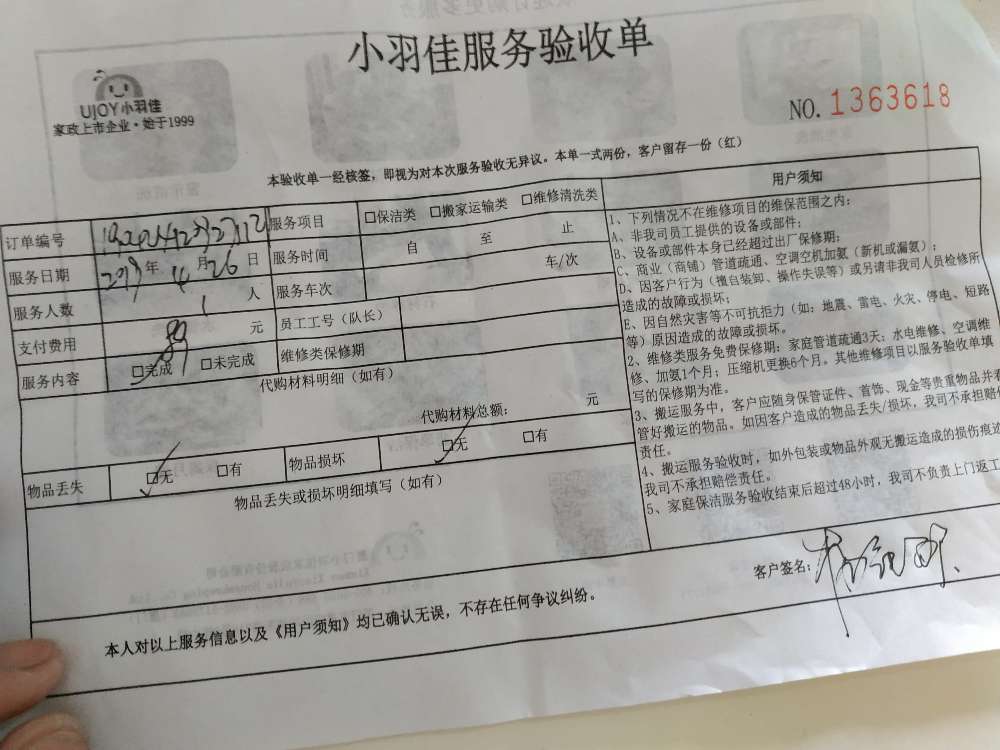 小羽佳服务验收单
UJOY小羽佳
家政上市企业·始于1999
NO. 1363618
本验收单一经核签，即视为对本次服务验收无异议。本单一式两份，客户留存一份（红）
订单编号
服务项目 □保洁类 □搬家运输类 □维修清洗类
服务日期 年 4 月 26 日
服务时间 自 至 止
服务人数 1 人
服务车次 车/次
支付费用 89 元
员工工号（队长）
服务内容 □完成 □未完成
维修类保修期
代购材料明细（如有）
代购材料总额： 元
物品丢失 □无 □有
物品损坏 □无 □有
物品丢失或损坏明细填写（如有）
用户须知
1、下列情况不在维修项目的维保范围之内：
A、非我司员工提供的设备或部件；
B、设备或部件本身已经超过出厂保修期；
C、商业（商铺）管道疏通、空调空机加氨（新机或漏氨）；
D、因客户行为（擅自装卸、操作失误等）或另请非我司人员检修所
造成的故障或损坏；
E、因自然灾害等不可抗拒力（如：地震、雷电、火灾、停电、短路
等）原因造成的故障或损坏。
2、维修类服务免费保修期：家庭管道疏通3天；水电维修、空调维
修、加氨1个月；压缩机更换6个月。其他维修项目以服务验收单填
写的保修期为准。
3、搬运服务中，客户应随身保管证件、首饰、现金等贵重物品并看
管好搬运的物品。如因客户造成的物品丢失/损坏，我司不承担赔偿
责任。
4、搬运服务验收时，如外包装或物品外观无搬运造成的损伤痕迹
我司不承担赔偿责任。
5、家庭保洁服务验收结束后超过48小时，我司不负责上门返工
客户签名：
本人对以上服务信息以及《用户须知》均已确认无误，不存在任何争议纠纷。